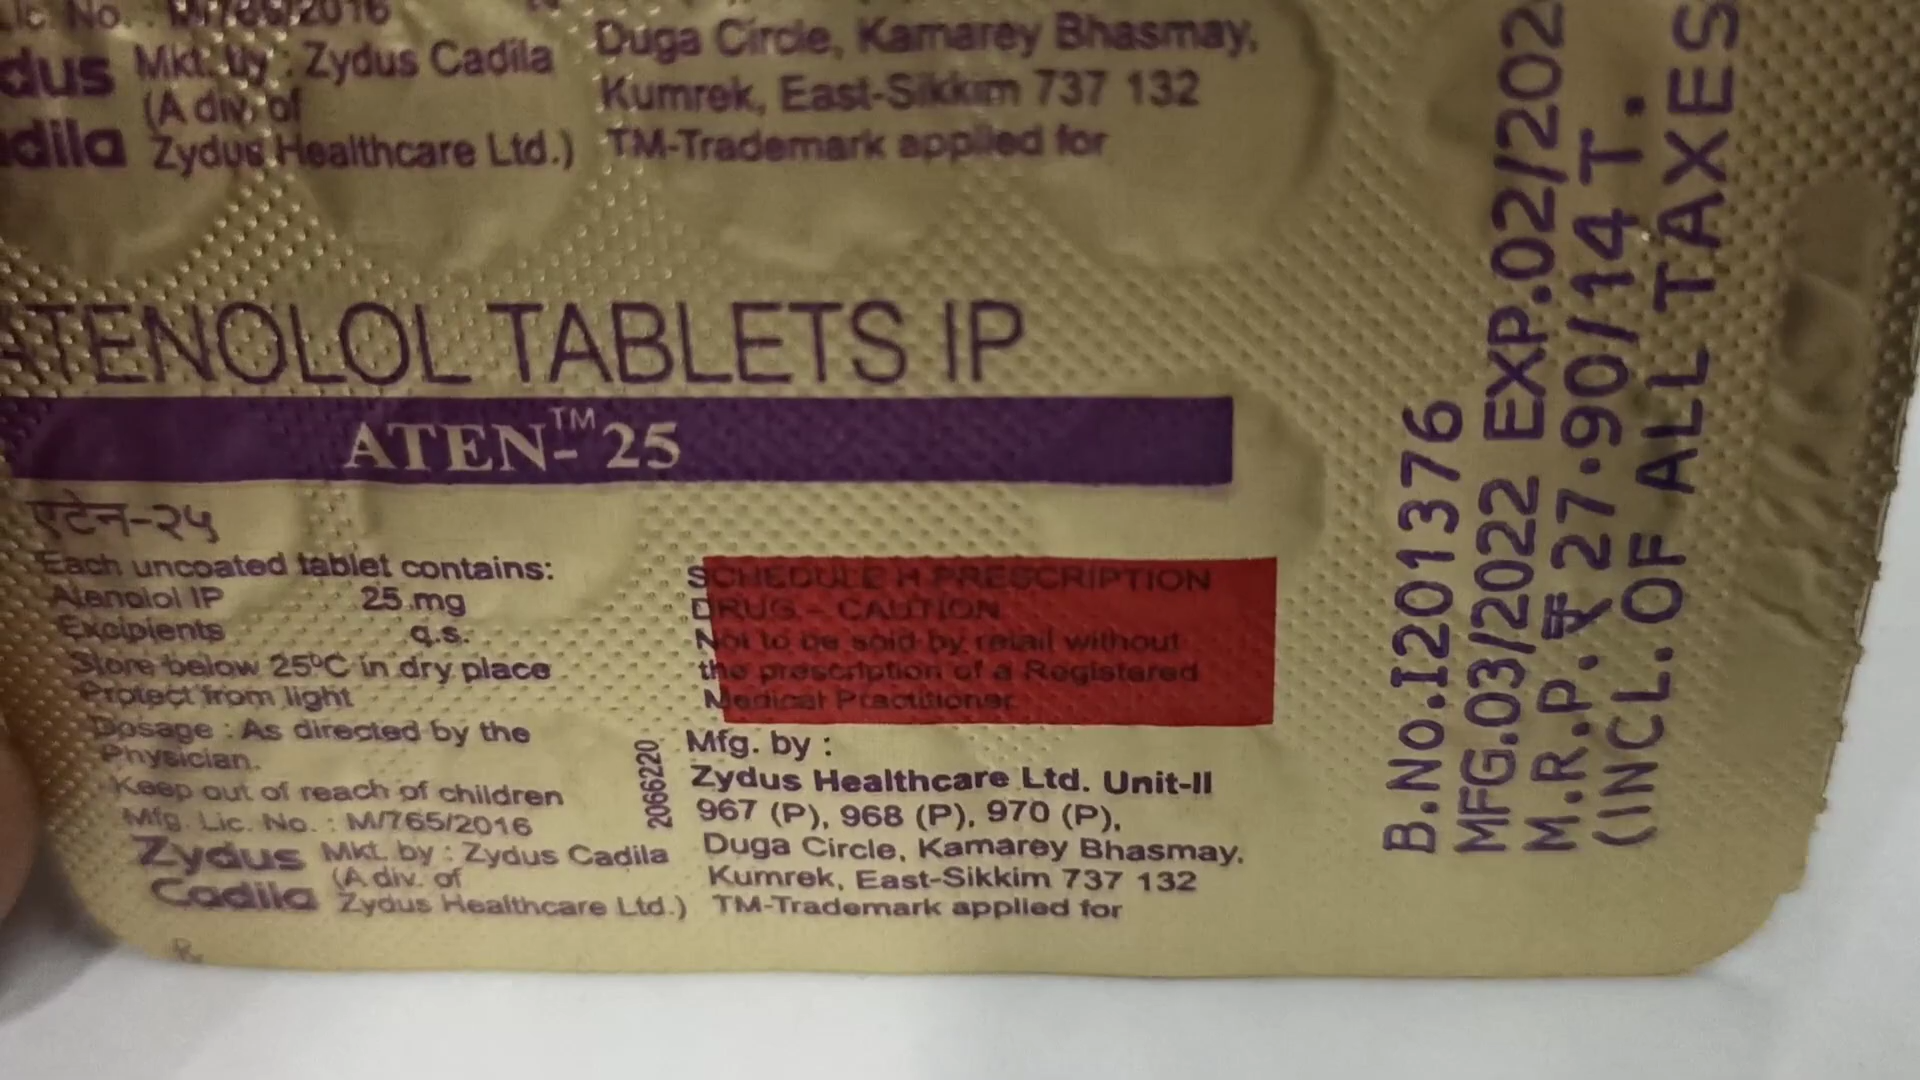 Lic. No. : M/765/2016
dus Mkt. by : Zydus Cadila
(A div. of
dila Zydus Healthcare Ltd.)
Duga Circle, Kamarey Bhasmay,
Kumrek, East-Sikkim 737 132
TM-Trademark applied for
ATENOLOL TABLETS IP
ATEN-™ 25
एटेन-२५
Each uncoated tablet contains:
Atenolol IP 25 mg
Excipients q.s.
Store below 25ºC in dry place
Protect from light
Dosage : As directed by the
Physician.
Keep out of reach of children
Mfg. Lic. No. : M/765/2016
Zydus Cadila
Mkt. by : Zydus Cadila
(A div. of
Zydus Healthcare Ltd.)
2066220
SCHEDULE H PRESCRIPTION
DRUG - CAUTION
Not to be sold by retail without
the prescription of a Registered
Medical Practitioner
Mfg. by :
Zydus Healthcare Ltd. Unit-II
967 (P), 968 (P), 970 (P),
Duga Circle, Kamarey Bhasmay,
Kumrek, East-Sikkim 737 132
TM-Trademark applied for
Rx
B.No.I201376
MFG.03/2022 EXP.02/202
M.R.P.₹ 27.90/14 T.
(INCL.OF ALL TAXES